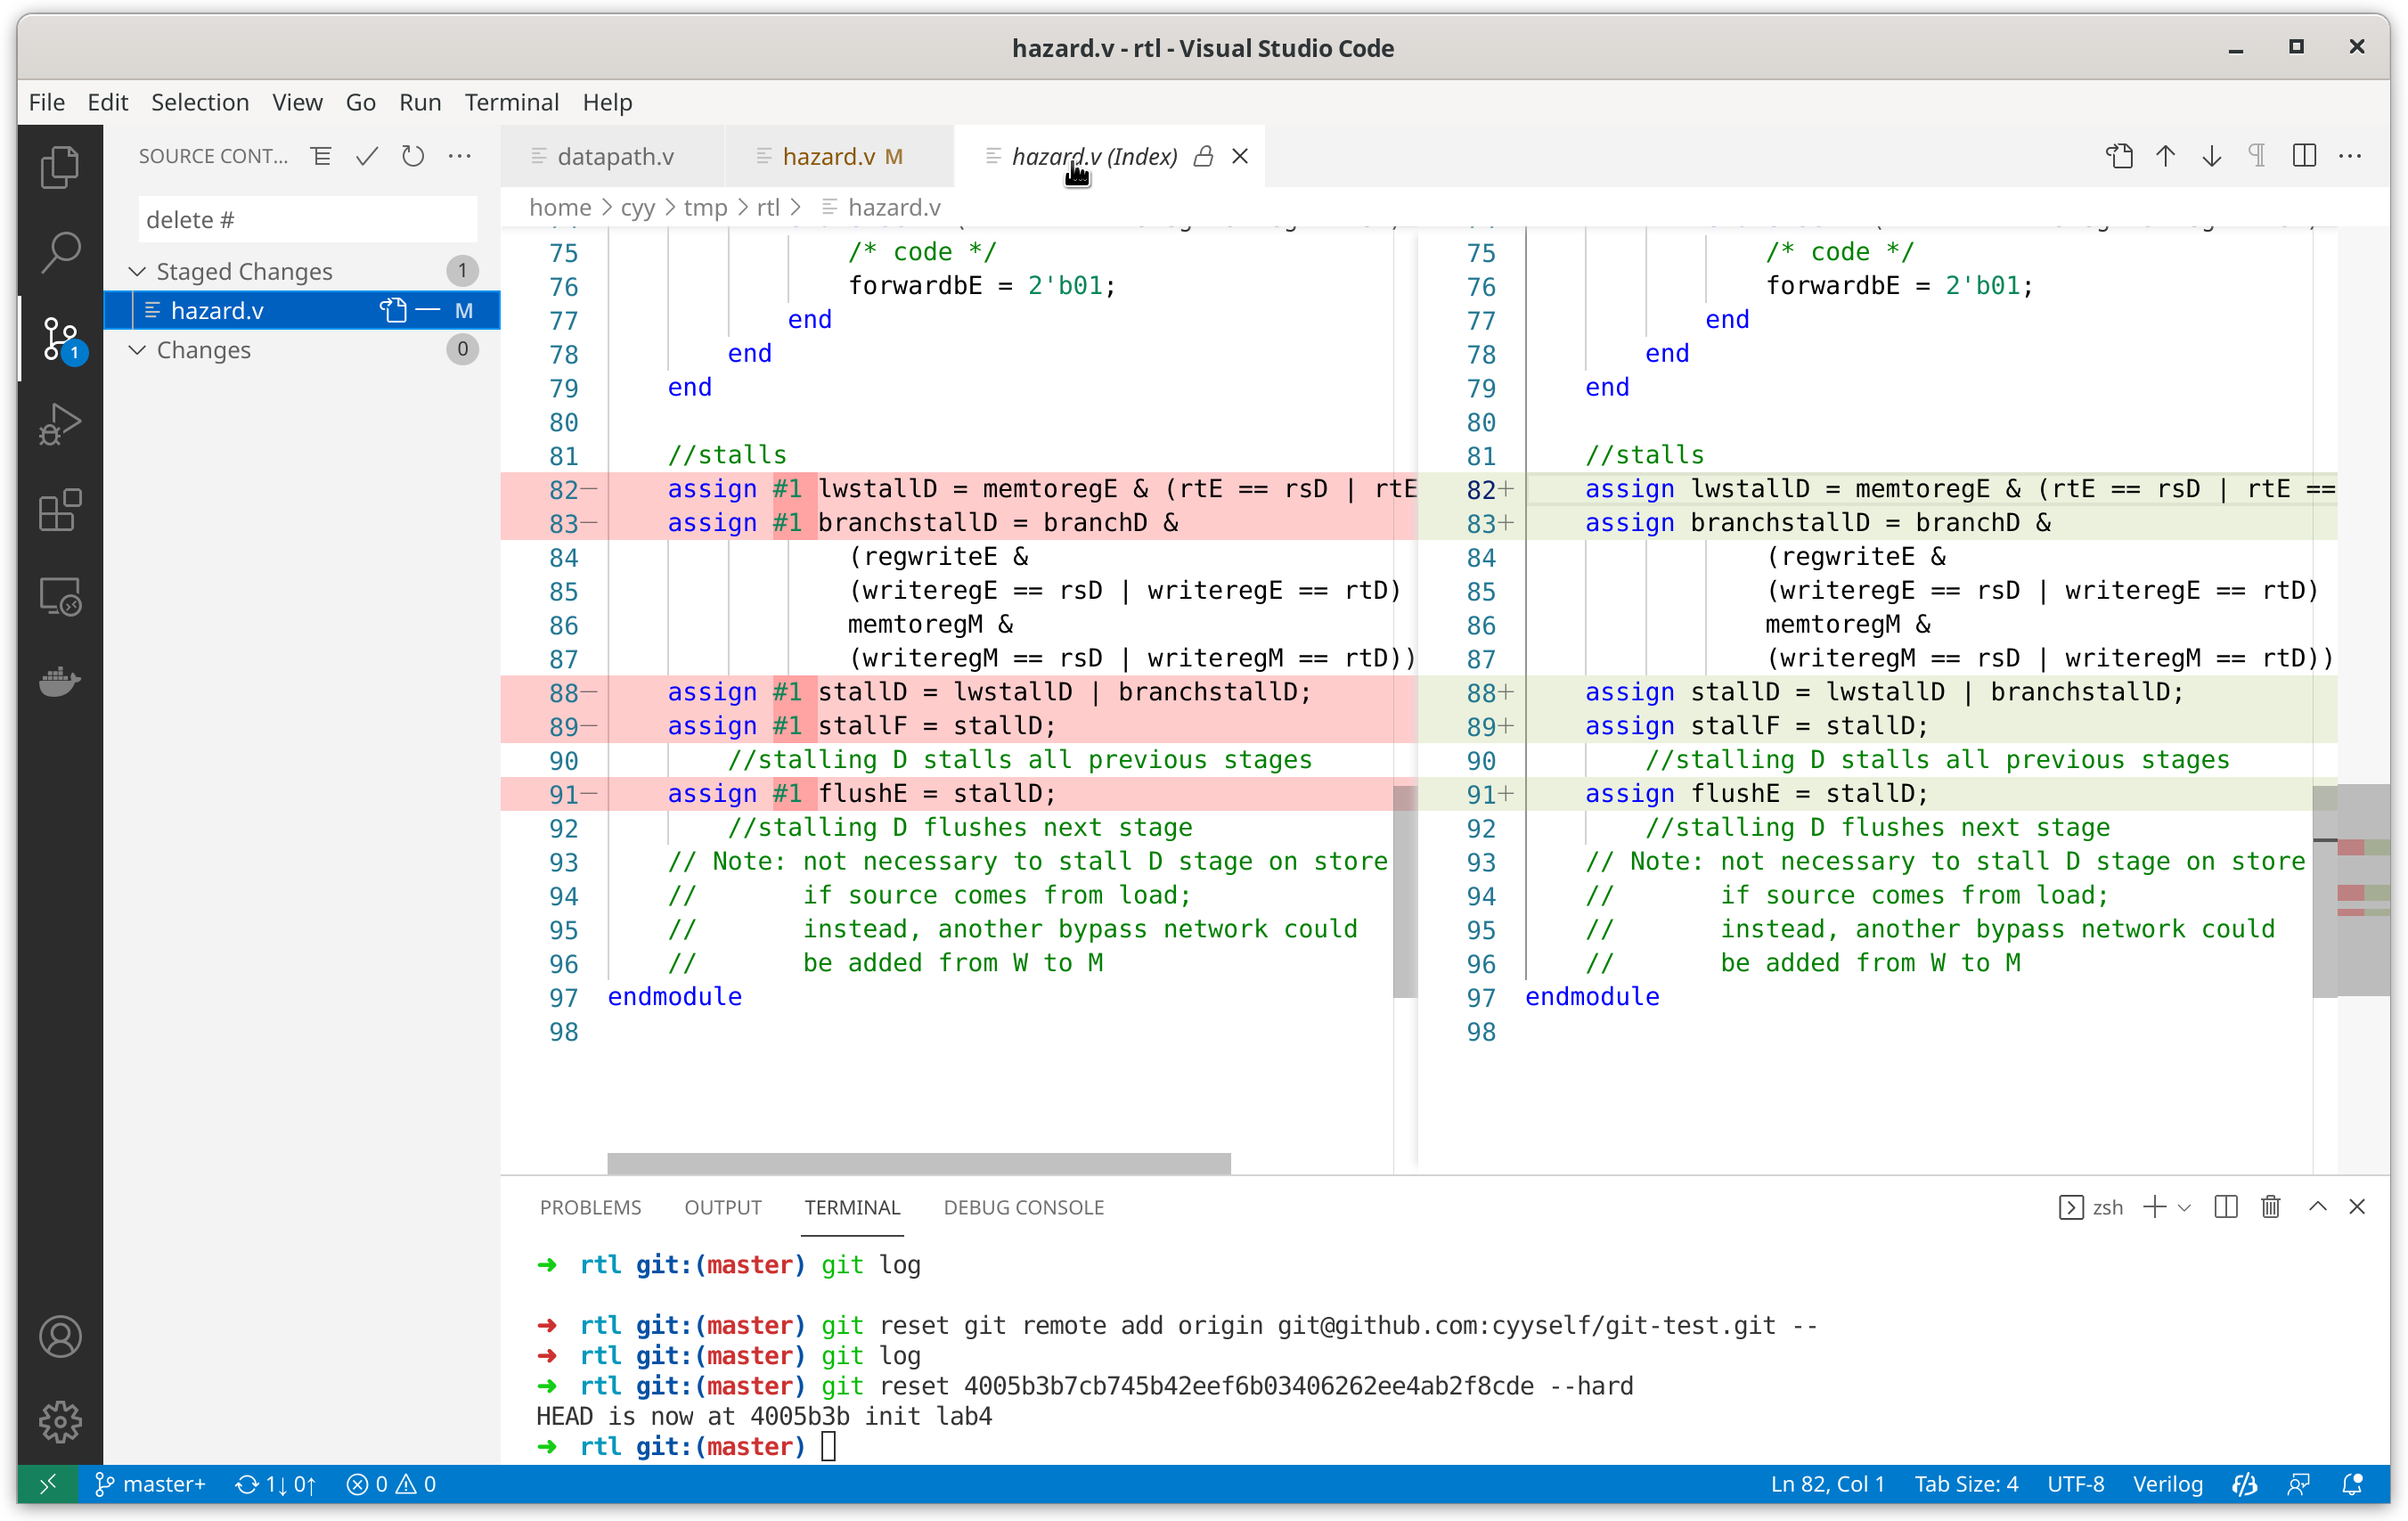 hazard.v - rtl - Visual Studio Code
File Edit Selection View Go Run Terminal Help
SOURCE CONT...
delete #
Staged Changes 1
hazard.v M
Changes 0
1
datapath.v hazard.v M hazard.v (Index)
home > cyy > tmp > rtl > hazard.v
75 /* code */
76 forwardbE = 2'b01;
77 end
78 end
79 end
80
81 //stalls
82— assign #1 lwstallD = memtoregE & (rtE == rsD | rtE
83— assign #1 branchstallD = branchD &
84 (regwriteE &
85 (writeregE == rsD | writeregE == rtD)
86 memtoregM &
87 (writeregM == rsD | writeregM == rtD))
88— assign #1 stallD = lwstallD | branchstallD;
89— assign #1 stallF = stallD;
90 //stalling D stalls all previous stages
91— assign #1 flushE = stallD;
92 //stalling D flushes next stage
93 // Note: not necessary to stall D stage on store
94 // if source comes from load;
95 // instead, another bypass network could
96 // be added from W to M
97 endmodule
98
75 /* code */
76 forwardbE = 2'b01;
77 end
78 end
79 end
80
81 //stalls
82+ assign lwstallD = memtoregE & (rtE == rsD | rtE ==
83+ assign branchstallD = branchD &
84 (regwriteE &
85 (writeregE == rsD | writeregE == rtD)
86 memtoregM &
87 (writeregM == rsD | writeregM == rtD))
88+ assign stallD = lwstallD | branchstallD;
89+ assign stallF = stallD;
90 //stalling D stalls all previous stages
91+ assign flushE = stallD;
92 //stalling D flushes next stage
93 // Note: not necessary to stall D stage on store
94 // if source comes from load;
95 // instead, another bypass network could
96 // be added from W to M
97 endmodule
98
PROBLEMS OUTPUT TERMINAL DEBUG CONSOLE zsh
➜ rtl git:(master) git log
➜ rtl git:(master) git reset git remote add origin git@github.com:cyyself/git-test.git --
➜ rtl git:(master) git log
➜ rtl git:(master) git reset 4005b3b7cb745b42eef6b03406262ee4ab2f8cde --hard
HEAD is now at 4005b3b init lab4
➜ rtl git:(master)
master+ 1↓ 0↑ 0 0 Ln 82, Col 1 Tab Size: 4 UTF-8 Verilog